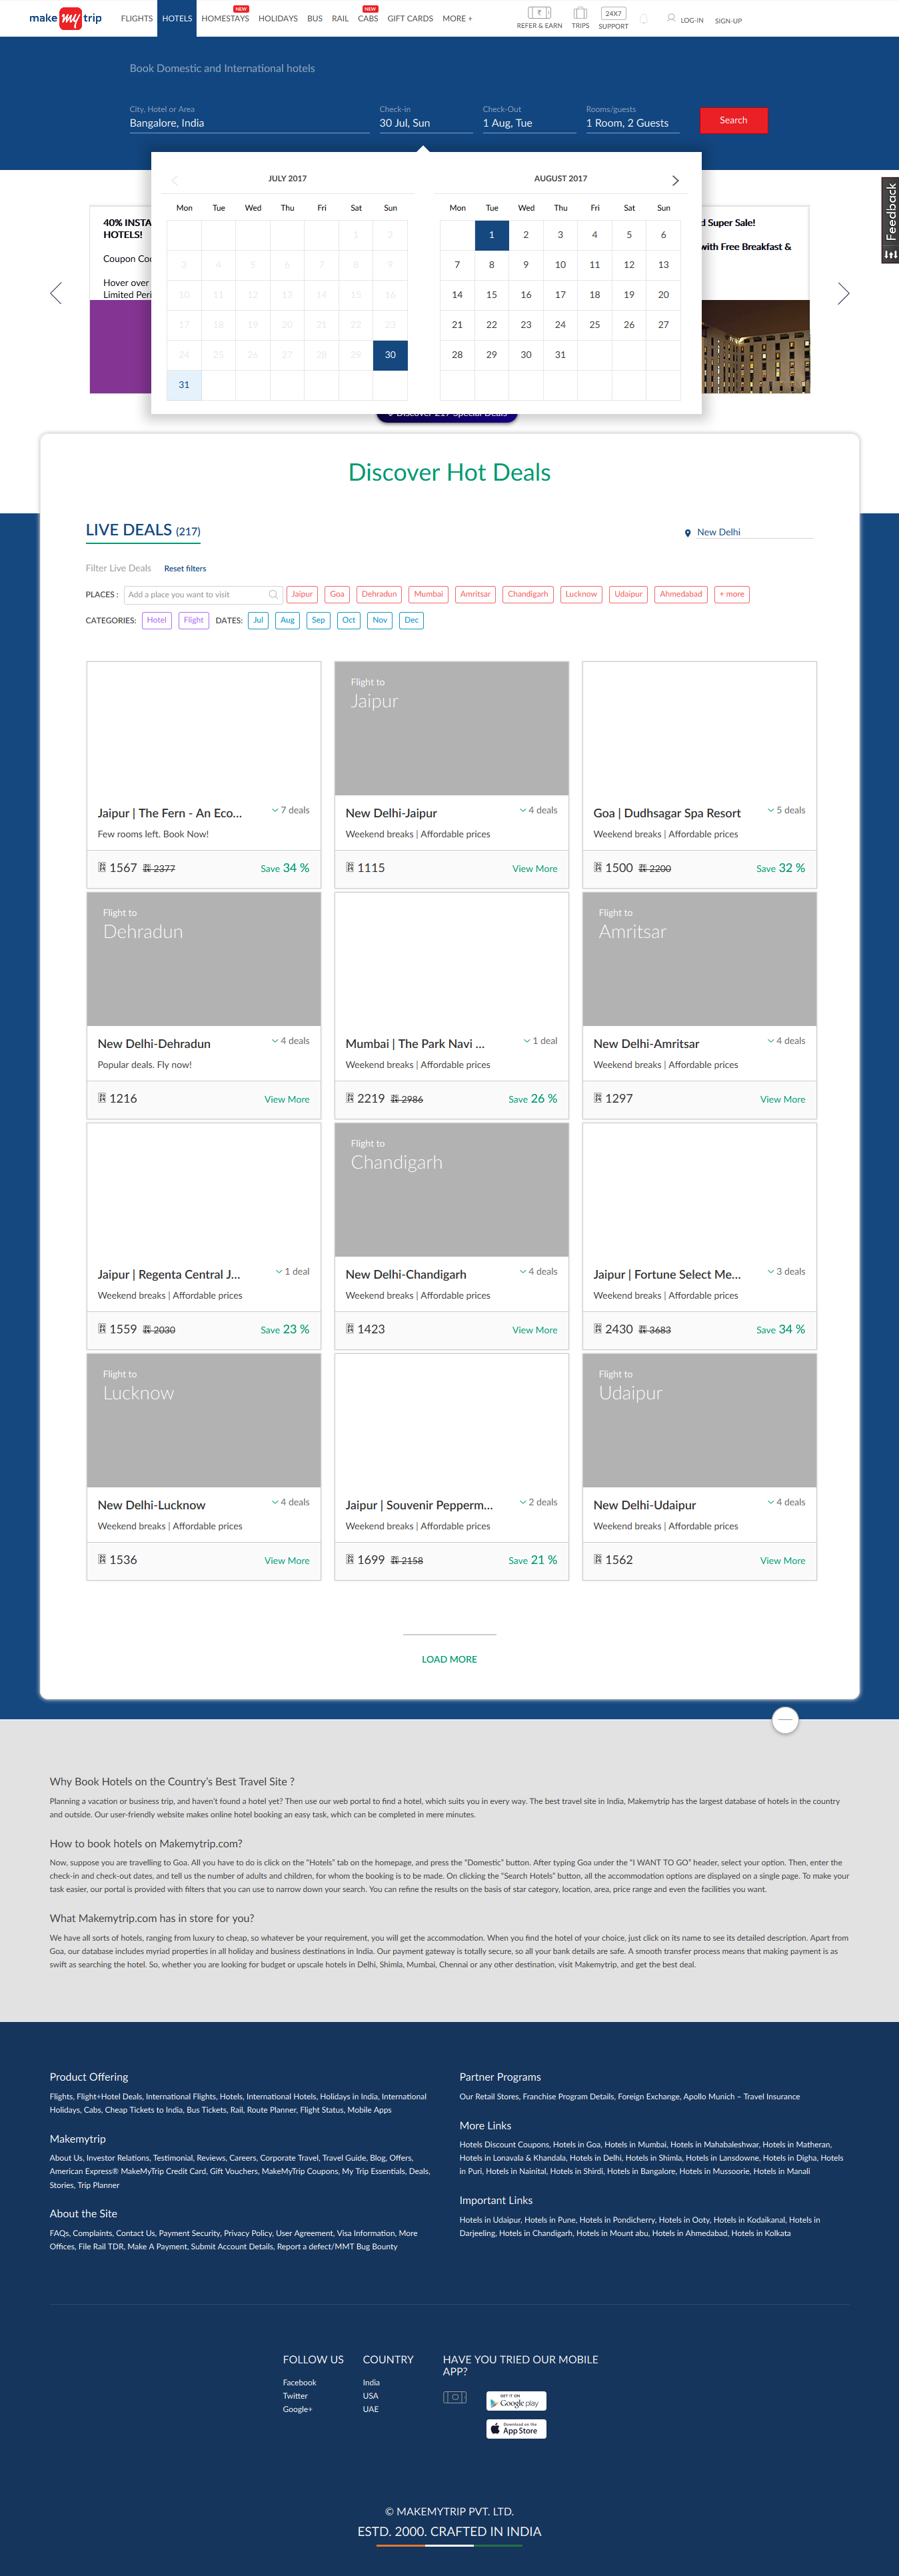 make my trip
FLIGHTS
HOTELS
NEW
HOMESTAYS
HOLIDAYS
BUS
RAIL
NEW
CABS
GIFT CARDS
MORE +
REFER & EARN
TRIPS
24X7
SUPPORT
LOG-IN
SIGN-UP
Book Domestic and International hotels
City, Hotel or Area
Check-in
Check-Out
Rooms/guests
Bangalore, India
30 Jul, Sun
1 Aug, Tue
1 Room, 2 Guests
Search
Feedback
JULY 2017
Mon Tue Wed Thu Fri Sat Sun
1 2
3 4 5 6 7 8 9
10 11 12 13 14 15 16
17 18 19 20 21 22 23
24 25 26 27 28 29 30
31
AUGUST 2017
Mon Tue Wed Thu Fri Sat Sun
1 2 3 4 5 6
7 8 9 10 11 12 13
14 15 16 17 18 19 20
21 22 23 24 25 26 27
28 29 30 31
40% INSTA
HOTELS!
Coupon Co
Hover over
Limited Peri
d Super Sale!
with Free Breakfast &
Discover 217 Special Deals
Discover Hot Deals
LIVE DEALS (217)
New Delhi
Filter Live Deals
Reset filters
PLACES :
Add a place you want to visit
Jaipur
Goa
Dehradun
Mumbai
Amritsar
Chandigarh
Lucknow
Udaipur
Ahmedabad
+ more
CATEGORIES:
Hotel
Flight
DATES:
Jul
Aug
Sep
Oct
Nov
Dec
Jaipur | The Fern - An Eco...
7 deals
Few rooms left. Book Now!
1567 2377
Save 34 %
Flight to
Jaipur
New Delhi-Jaipur
4 deals
Weekend breaks | Affordable prices
1115
View More
Goa | Dudhsagar Spa Resort
5 deals
Weekend breaks | Affordable prices
1500 2200
Save 32 %
Flight to
Dehradun
New Delhi-Dehradun
4 deals
Popular deals. Fly now!
1216
View More
Mumbai | The Park Navi ...
1 deal
Weekend breaks | Affordable prices
2219 2986
Save 26 %
Flight to
Amritsar
New Delhi-Amritsar
4 deals
Weekend breaks | Affordable prices
1297
View More
Jaipur | Regenta Central J...
1 deal
Weekend breaks | Affordable prices
1559 2030
Save 23 %
Flight to
Chandigarh
New Delhi-Chandigarh
4 deals
Weekend breaks | Affordable prices
1423
View More
Jaipur | Fortune Select Me...
3 deals
Weekend breaks | Affordable prices
2430 3683
Save 34 %
Flight to
Lucknow
New Delhi-Lucknow
4 deals
Weekend breaks | Affordable prices
1536
View More
Jaipur | Souvenir Pepperm...
2 deals
Weekend breaks | Affordable prices
1699 2158
Save 21 %
Flight to
Udaipur
New Delhi-Udaipur
4 deals
Weekend breaks | Affordable prices
1562
View More
LOAD MORE
Why Book Hotels on the Country's Best Travel Site ?
Planning a vacation or business trip, and haven't found a hotel yet? Then use our web portal to find a hotel, which suits you in every way. The best travel site in India, Makemytrip has the largest database of hotels in the country
and outside. Our user-friendly website makes online hotel booking an easy task, which can be completed in mere minutes.
How to book hotels on Makemytrip.com?
Now, suppose you are travelling to Goa. All you have to do is click on the "Hotels" tab on the homepage, and press the "Domestic" button. After typing Goa under the "I WANT TO GO" header, select your option. Then, enter the
check-in and check-out dates, and tell us the number of adults and children, for whom the booking is to be made. On clicking the "Search Hotels" button, all the accommodation options are displayed on a single page. To make your
task easier, our portal is provided with filters that you can use to narrow down your search. You can refine the results on the basis of star category, location, area, price range and even the facilities you want.
What Makemytrip.com has in store for you?
We have all sorts of hotels, ranging from luxury to cheap, so whatever be your requirement, you will get the accommodation. When you find the hotel of your choice, just click on its name to see its detailed description. Apart from
Goa, our database includes myriad properties in all holiday and business destinations in India. Our payment gateway is totally secure, so all your bank details are safe. A smooth transfer process means that making payment is as
swift as searching the hotel. So, whether you are looking for budget or upscale hotels in Delhi, Shimla, Mumbai, Chennai or any other destination, visit Makemytrip, and get the best deal.
Product Offering
Flights, Flight+Hotel Deals, International Flights, Hotels, International Hotels, Holidays in India, International
Holidays, Cabs, Cheap Tickets to India, Bus Tickets, Rail, Route Planner, Flight Status, Mobile Apps
Makemytrip
About Us, Investor Relations, Testimonial, Reviews, Careers, Corporate Travel, Travel Guide, Blog, Offers,
American Express® MakeMyTrip Credit Card, Gift Vouchers, MakeMyTrip Coupons, My Trip Essentials, Deals,
Stories, Trip Planner
About the Site
FAQs, Complaints, Contact Us, Payment Security, Privacy Policy, User Agreement, Visa Information, More
Offices, File Rail TDR, Make A Payment, Submit Account Details, Report a defect/MMT Bug Bounty
Partner Programs
Our Retail Stores, Franchise Program Details, Foreign Exchange, Apollo Munich – Travel Insurance
More Links
Hotels Discount Coupons, Hotels in Goa, Hotels in Mumbai, Hotels in Mahabaleshwar, Hotels in Matheran,
Hotels in Lonavala & Khandala, Hotels in Delhi, Hotels in Shimla, Hotels in Lansdowne, Hotels in Digha, Hotels
in Puri, Hotels in Nainital, Hotels in Shirdi, Hotels in Bangalore, Hotels in Mussoorie, Hotels in Manali
Important Links
Hotels in Udaipur, Hotels in Pune, Hotels in Pondicherry, Hotels in Ooty, Hotels in Kodaikanal, Hotels in
Darjeeling, Hotels in Chandigarh, Hotels in Mount abu, Hotels in Ahmedabad, Hotels in Kolkata
FOLLOW US
Facebook
Twitter
Google+
COUNTRY
India
USA
UAE
HAVE YOU TRIED OUR MOBILE
APP?
GET IT ON
Google play
Download on the
App Store
© MAKEMYTRIP PVT. LTD.
ESTD. 2000. CRAFTED IN INDIA